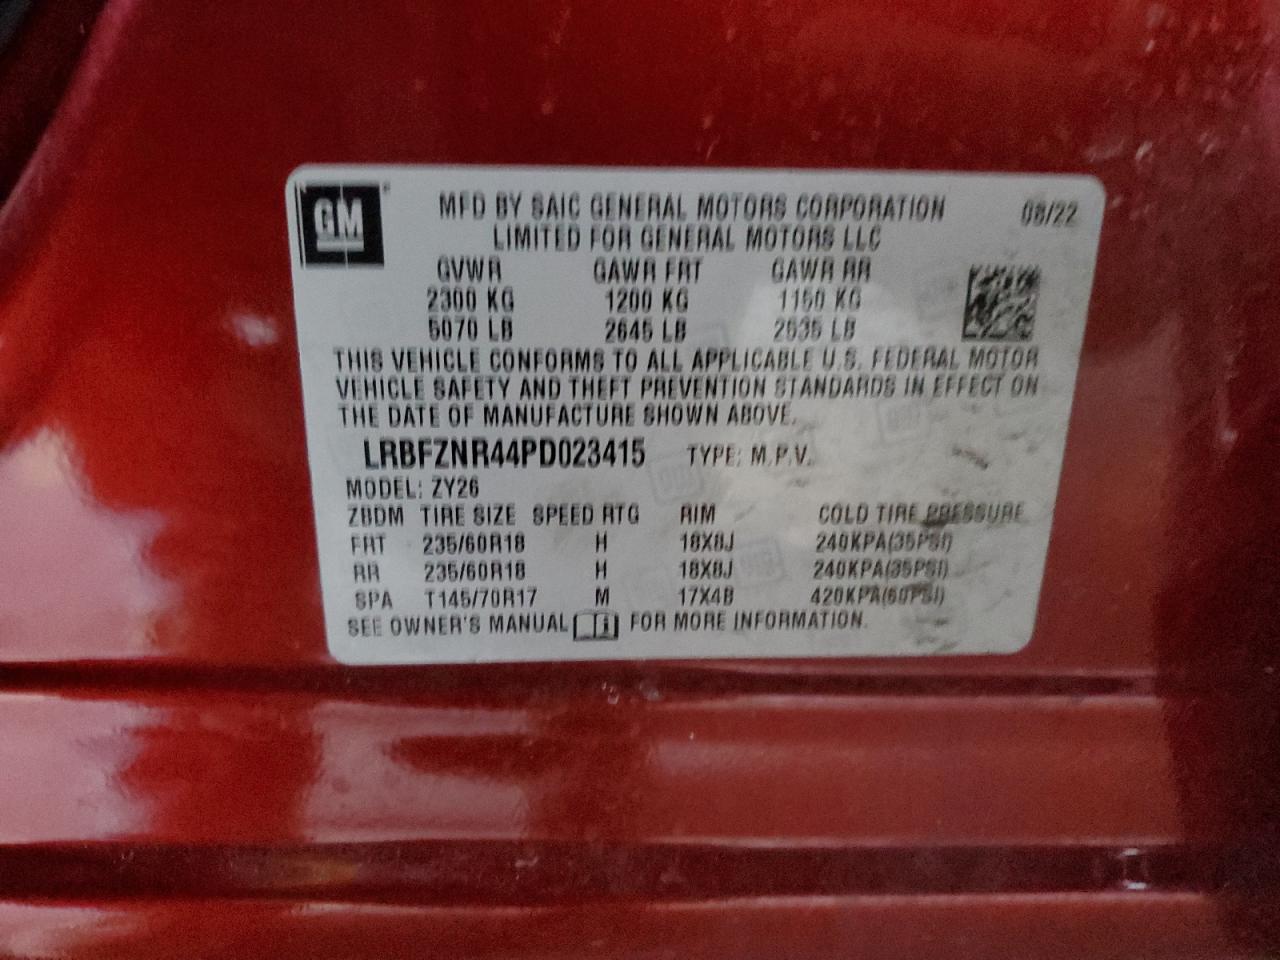 GM
MFD BY SAIC GENERAL MOTORS CORPORATION 08/22
LIMITED FOR GENERAL MOTORS LLC
GVWR GAWR FRT GAWR RR
2300 KG 1200 KG 1150 KG
5070 LB 2645 LB 2535 LB
THIS VEHICLE CONFORMS TO ALL APPLICABLE U.S. FEDERAL MOTOR
VEHICLE SAFETY AND THEFT PREVENTION STANDARDS IN EFFECT ON
THE DATE OF MANUFACTURE SHOWN ABOVE.
LRBFZNR44PD023415 TYPE: M.P.V.
MODEL: ZY26
ZBDM TIRE SIZE SPEED RTG RIM COLD TIRE PRESSURE
FRT 235/60R18 H 18X8J 240KPA(35PSI)
RR 235/60R18 H 18X8J 240KPA(35PSI)
SPA T145/70R17 M 17X4B 420KPA(60PSI)
SEE OWNER'S MANUAL FOR MORE INFORMATION.